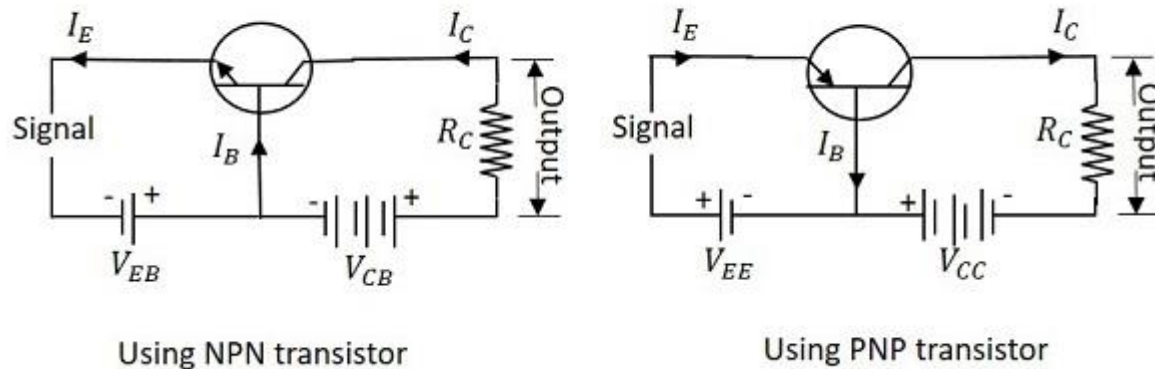 I_E
I_C
Signal
I_B
R_C
Output
- +
- +
V_EB
V_CB
Using NPN transistor
I_E
I_C
Signal
I_B
R_C
Output
+ -
+ -
V_EE
V_CC
Using PNP transistor